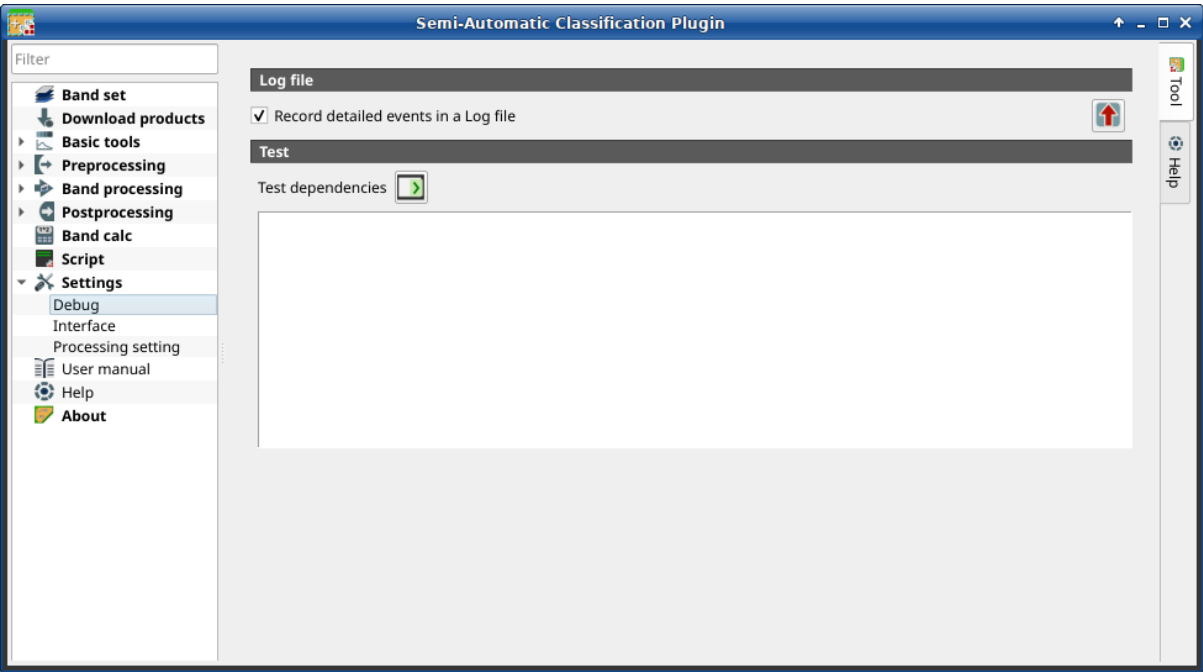 Semi-Automatic Classification Plugin
Filter
Band set
Download products
Basic tools
Preprocessing
Band processing
Postprocessing
Band calc
Script
Settings
Debug
Interface
Processing setting
User manual
Help
About
Log file
Record detailed events in a Log file
Test
Test dependencies
Tool
Help